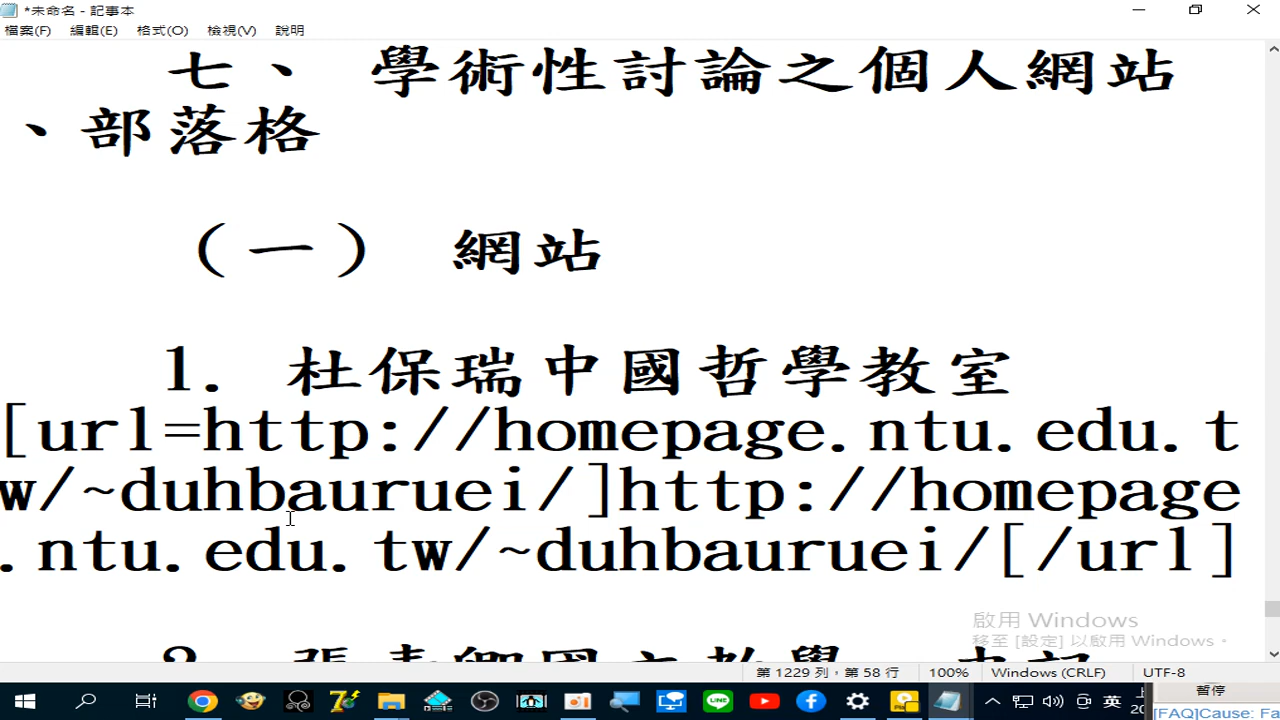 *未命名 - 記事本
檔案(F) 編輯(E) 格式(O) 檢視(V) 說明
七、 學術性討論之個人網站
、部落格
（一） 網站
1. 杜保瑞中國哲學教室
[url=http://homepage.ntu.edu.t
w/~duhbauruei/]http://homepage
.ntu.edu.tw/~duhbauruei/[/url]
啟用 Windows
移至 [設定] 以啟用 Windows。
第 1229 列，第 58 行 100% Windows (CRLF) UTF-8
英
暫停
[FAQ]Cause: Fa